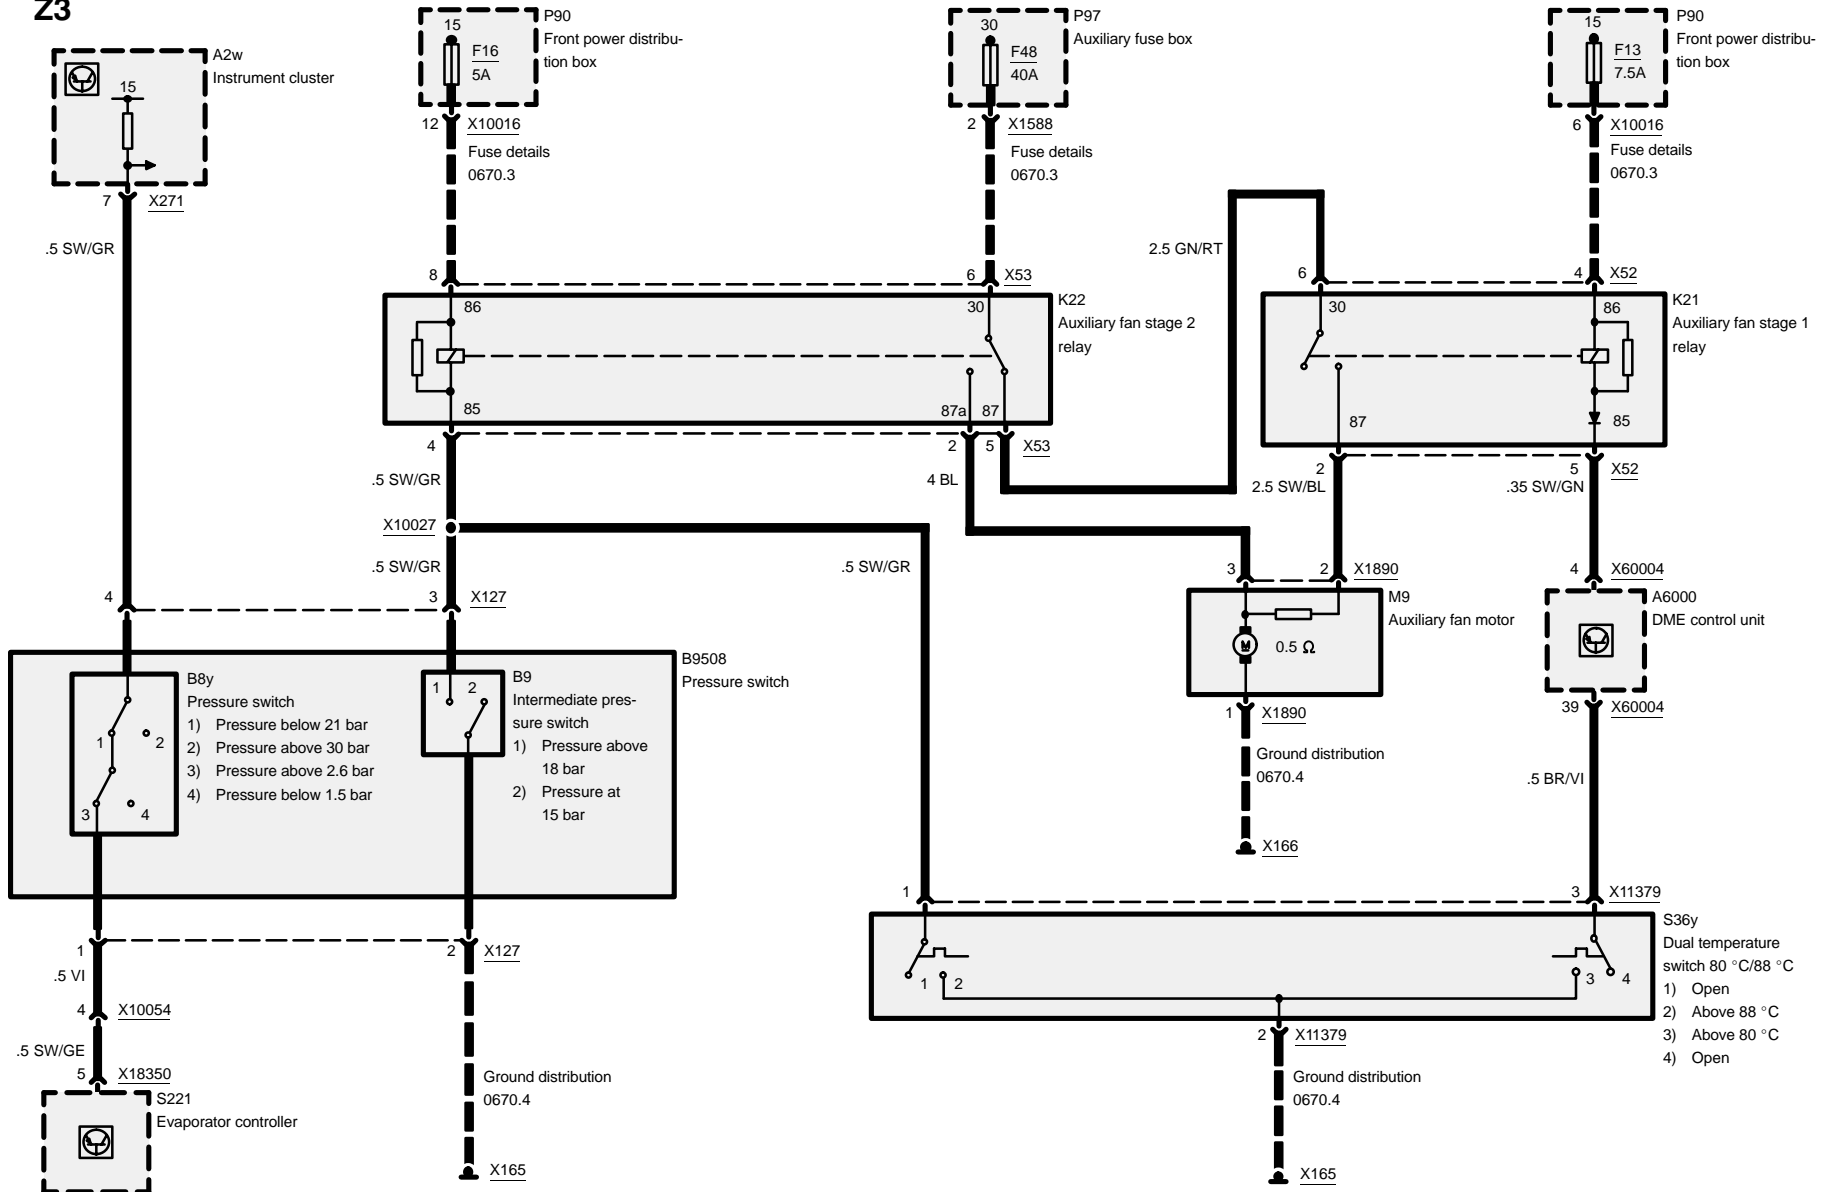 Z3
A2w
Instrument cluster
15
7 X271
.5 SW/GR
15
F16
5A
P90
Front power distribu-
tion box
12 X10016
Fuse details
0670.3
30
F48
40A
P97
Auxiliary fuse box
2 X1588
Fuse details
0670.3
15
F13
7.5A
P90
Front power distribu-
tion box
6 X10016
Fuse details
0670.3
2.5 GN/RT
8 6 X53
86 30
K22
Auxiliary fan stage 2
relay
85 87a 87
4 2 5 X53
6 4 X52
30 86
K21
Auxiliary fan stage 1
relay
87 85
2 5 X52
.5 SW/GR
4 BL
2.5 SW/BL
.35 SW/GN
X10027
.5 SW/GR
.5 SW/GR
4 3 X127
3 2 X1890
M9
Auxiliary fan motor
M
0.5 Ω
1 X1890
Ground distribution
0670.4
X166
4 X60004
A6000
DME control unit
39 X60004
.5 BR/VI
B9508
Pressure switch
B8y
Pressure switch
1) Pressure below 21 bar
2) Pressure above 30 bar
3) Pressure above 2.6 bar
4) Pressure below 1.5 bar
1 2
3 4
B9
Intermediate pres-
sure switch
1) Pressure above
18 bar
2) Pressure at
15 bar
1 2
1 2 X127
.5 VI
4 X10054
.5 SW/GE
5 X18350
S221
Evaporator controller
Ground distribution
0670.4
X165
1 3 X11379
S36y
Dual temperature
switch 80 °C/88 °C
1) Open
2) Above 88 °C
3) Above 80 °C
4) Open
1 2 3 4
2 X11379
Ground distribution
0670.4
X165